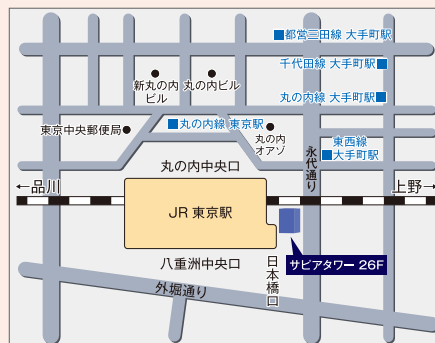 ■都営三田線 大手町駅
千代田線 大手町駅■
新丸の内
ビル
丸の内ビル
丸の内線 大手町駅■
東京中央郵便局
■丸の内線 東京駅
丸の内
オアゾ
東西線
■大手町駅
永代通り
丸の内中央口
←品川
上野→
JR 東京駅
八重洲中央口
日本橋口
サピアタワー 26F
外堀通り